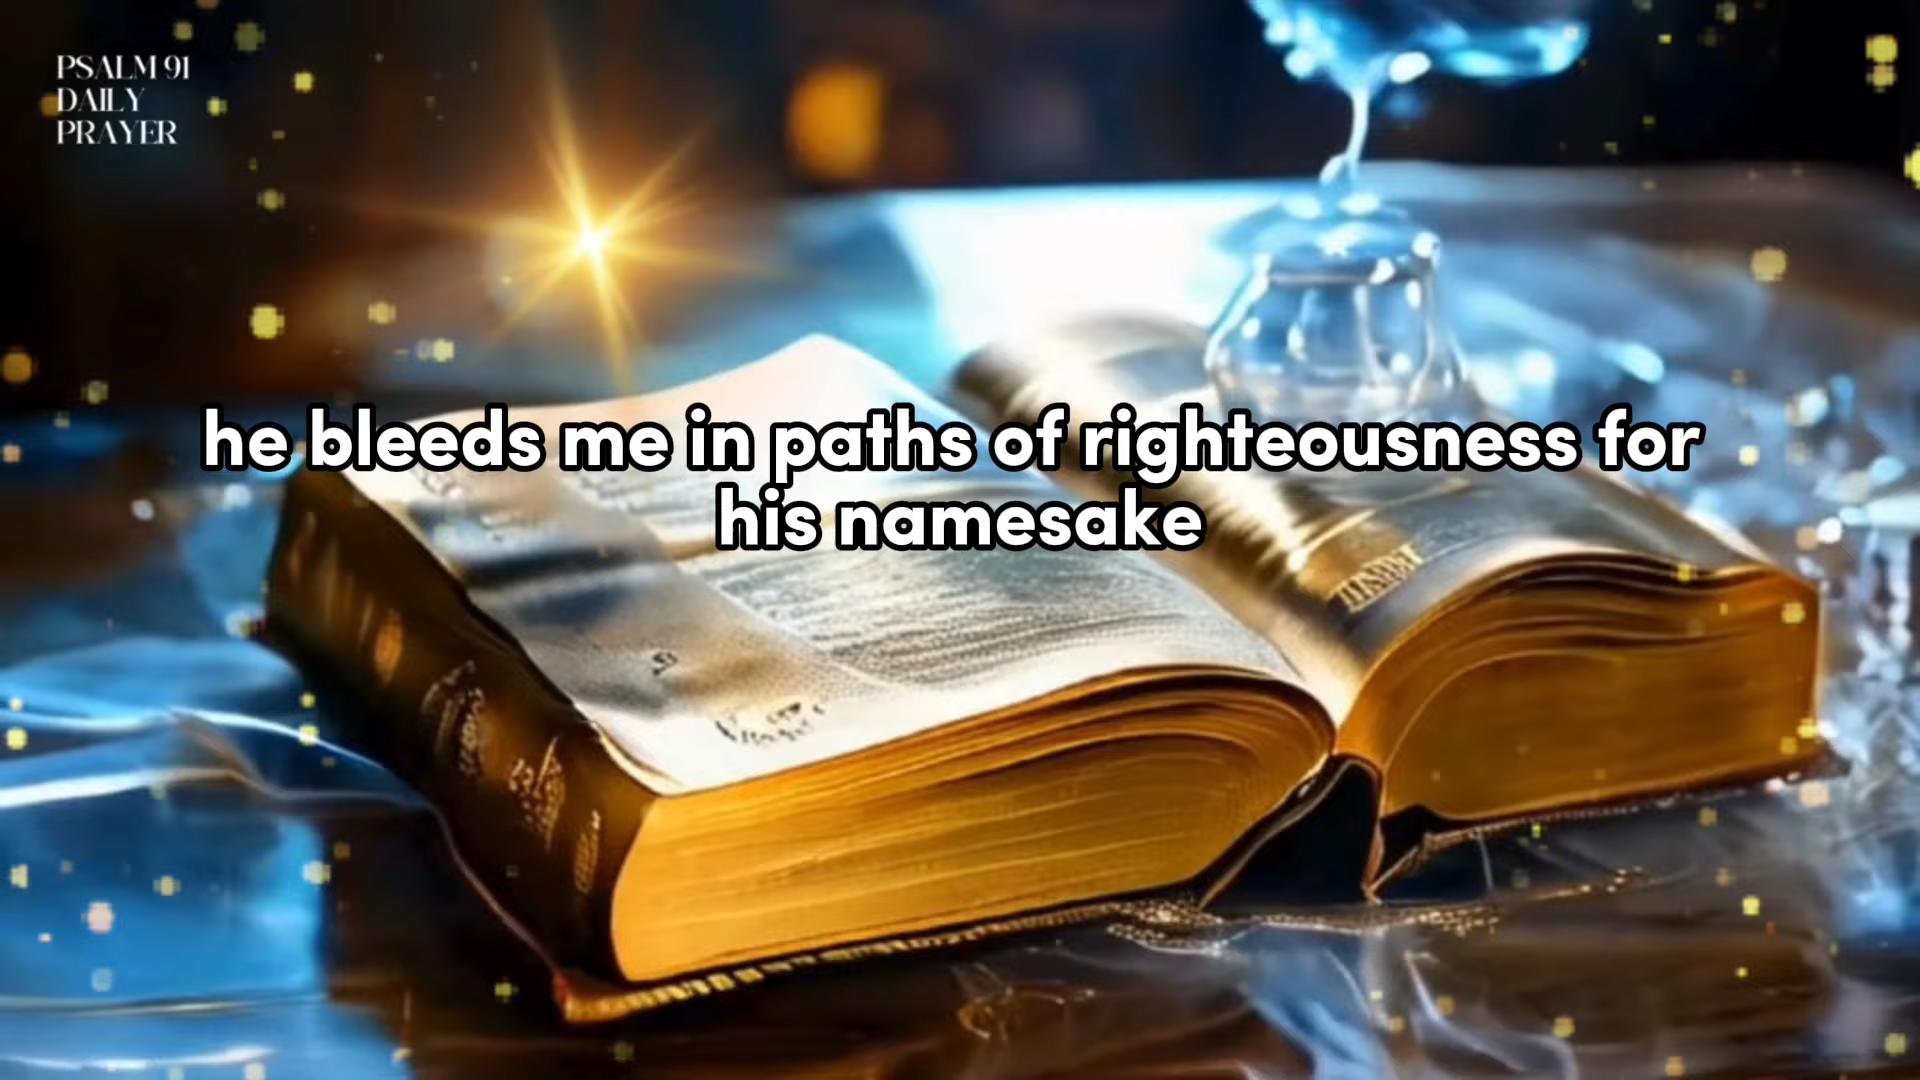 PSALM 91
DAILY
PRAYER
he bleeds me in paths of righteousness for
his namesake